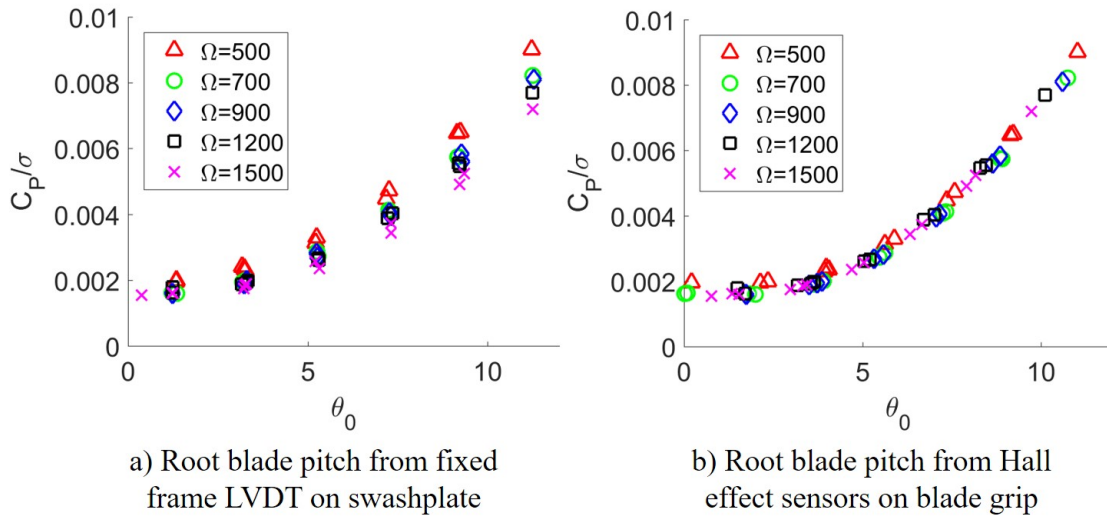 0.01
0.008
0.006
0.004
0.002
0
C_P/σ
Ω=500
Ω=700
Ω=900
Ω=1200
Ω=1500
0 5 10
θ_0
a) Root blade pitch from fixed
frame LVDT on swashplate
0.01
0.008
0.006
0.004
0.002
0
C_P/σ
Ω=500
Ω=700
Ω=900
Ω=1200
Ω=1500
0 5 10
θ_0
b) Root blade pitch from Hall
effect sensors on blade grip